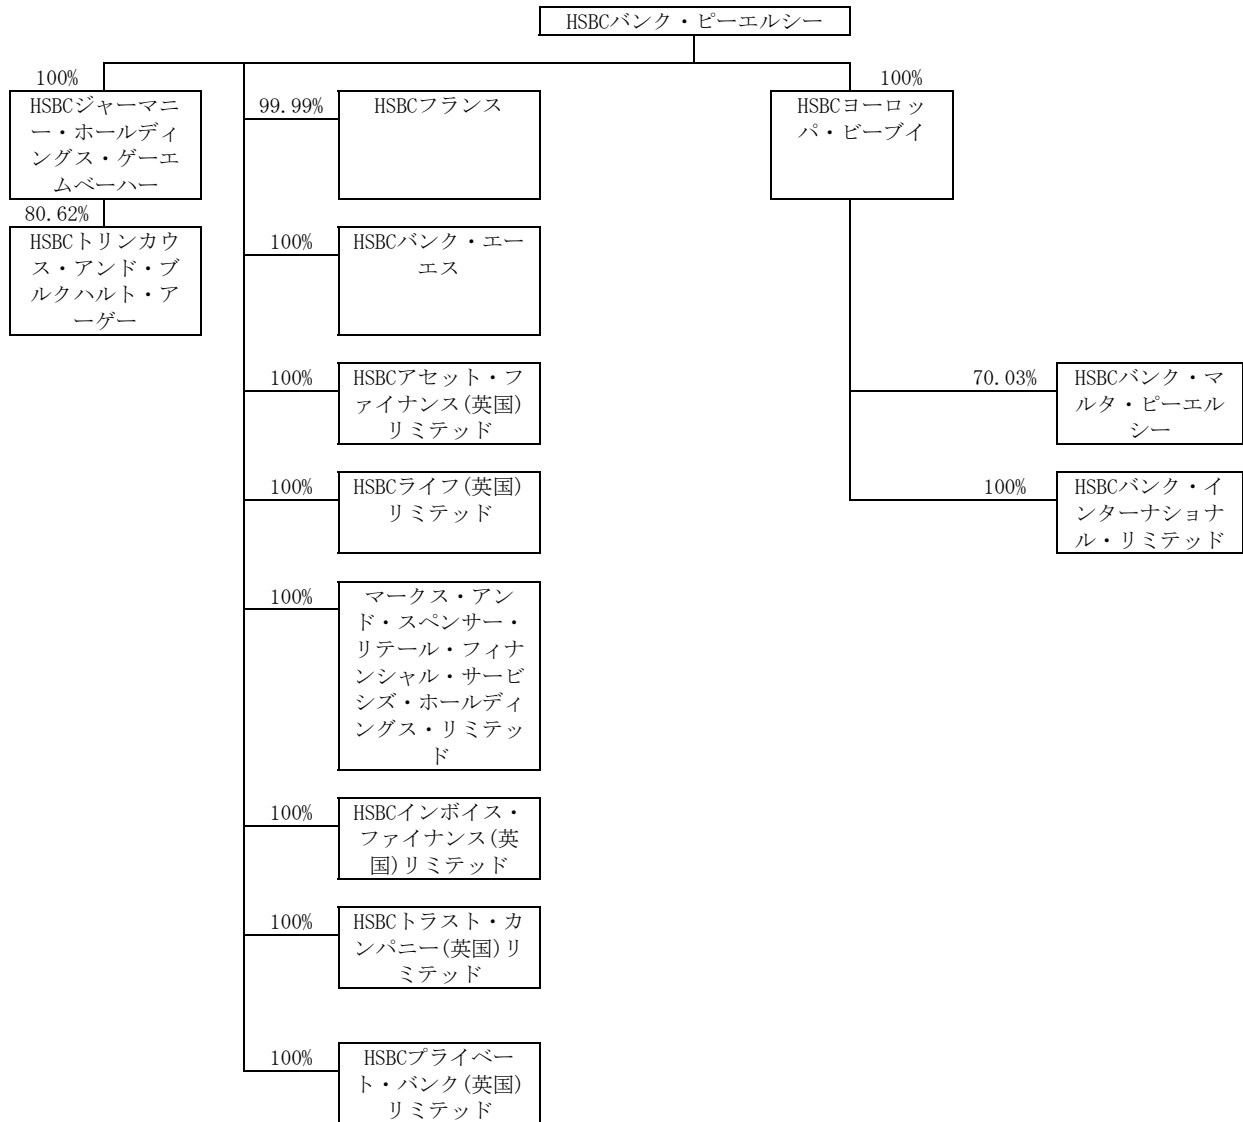 HSBCバンク・ピーエルシー
100%
HSBCジャーマニ
ー・ホールディ
ングス・ゲーエ
ムベーハー
80.62%
HSBCトリンカウ
ス・アンド・ブ
ルクハルト・ア
ーゲー
99.99%
HSBCフランス
100%
HSBCバンク・エー
エス
100%
HSBCアセット・フ
ァイナンス(英国)
リミテッド
100%
HSBCライフ(英国)
リミテッド
100%
マークス・アン
ド・スペンサー・
リテール・フィナ
ンシャル・サービ
シズ・ホールディ
ングス・リミテッ
ド
100%
HSBCインボイス・
ファイナンス(英
国)リミテッド
100%
HSBCトラスト・カ
ンパニー(英国)リ
ミテッド
100%
HSBCプライベー
ト・バンク(英国)
リミテッド
100%
HSBCヨーロッ
パ・ビーブイ
70.03%
HSBCバンク・マ
ルタ・ピーエル
シー
100%
HSBCバンク・イ
ンターナショナ
ル・リミテッド